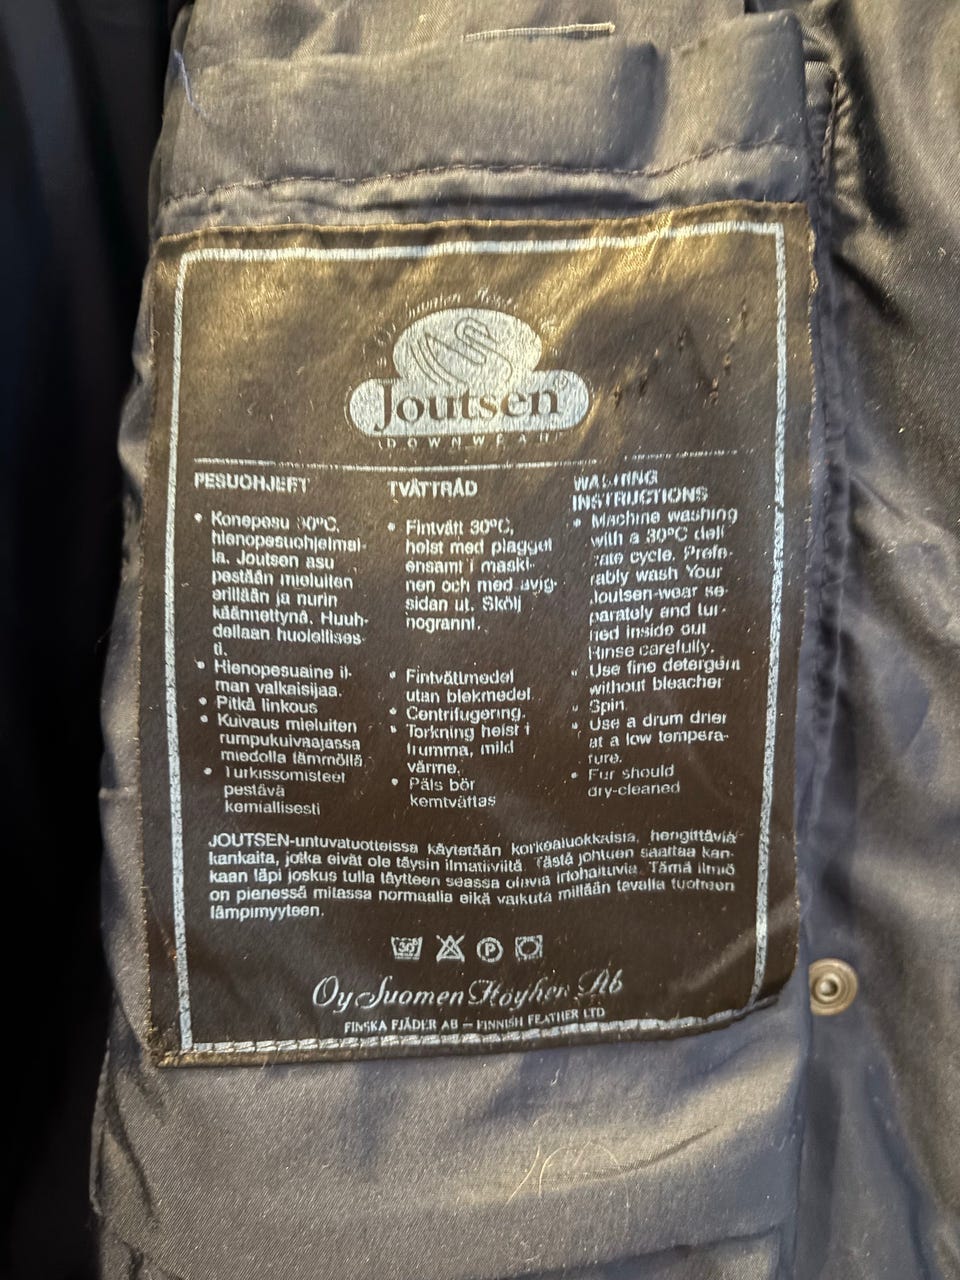 Joutsen®
DOWNWEAR
PESUOHJEET
Konepesu 30°C,
hienopesuohjelmal-
la. Joutsen asu
pestään mieluiten
erillään ja nurin
käännettynä. Huuh-
dellaan huolellises-
ti.
Hienopesuaine il-
man valkaisijaa.
Pitkä linkous
Kuivaus mieluiten
rumpukuivaajassa
miedolla lämmöllä.
Turkissomisteet
pestävä
kemiallisesti
TVÄTTRÅD
Fintvätt 30°C,
helst med plagget
ensamt i maski-
nen och med avig-
sidan ut. Skölj
nogrannt.
Fintvättmedel
utan blekmedel.
Centrifugering.
Torkning helst i
trumma, mild
värme.
Päls bör
kemtvättas
WASHING
INSTRUCTIONS
Machine washing
with a 30°C deli
rate cycle. Prefe-
rably wash Your
Joutsen-wear se-
parately and tur-
ned inside out
Rinse carefully.
Use fine detergent
without bleacher
Spin
Use a drum drier
at a low tempera-
ture.
Fur should
dry-cleaned
JOUTSEN-untuvatuotteissa käytetään korkealuokkaisia, hengittäviä
kankaita, jotka eivät ole täysin ilmatiiviitä. Tästä johtuen saattaa kan-
kaan läpi joskus tulla täytteen seassa olevia irtohaituvia. Tämä ilmiö
on pienessä mitassa normaalia eikä vaikuta millään tavalla tuotteen
lämpimyyteen.
30°
P
Oy Suomen Höyhen Ab
FINSKA FJÄDER AB — FINNISH FEATHER LTD